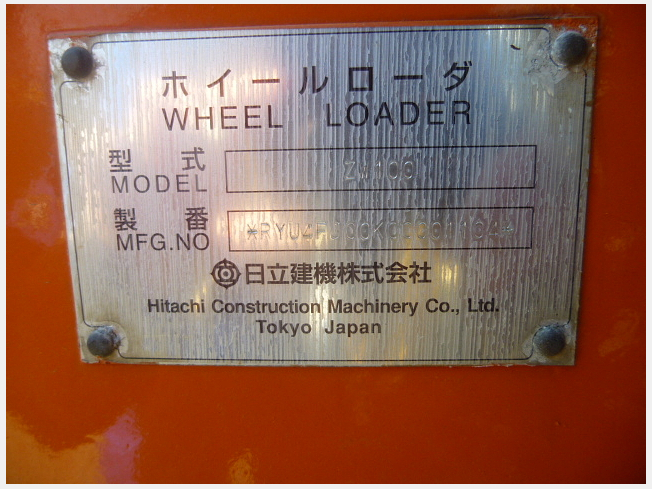 ホイールローダ
WHEEL LOADER
型式 ZW100
MODEL
製番
MFG.NO
日立建機株式会社
Hitachi Construction Machinery Co., Ltd.
Tokyo Japan